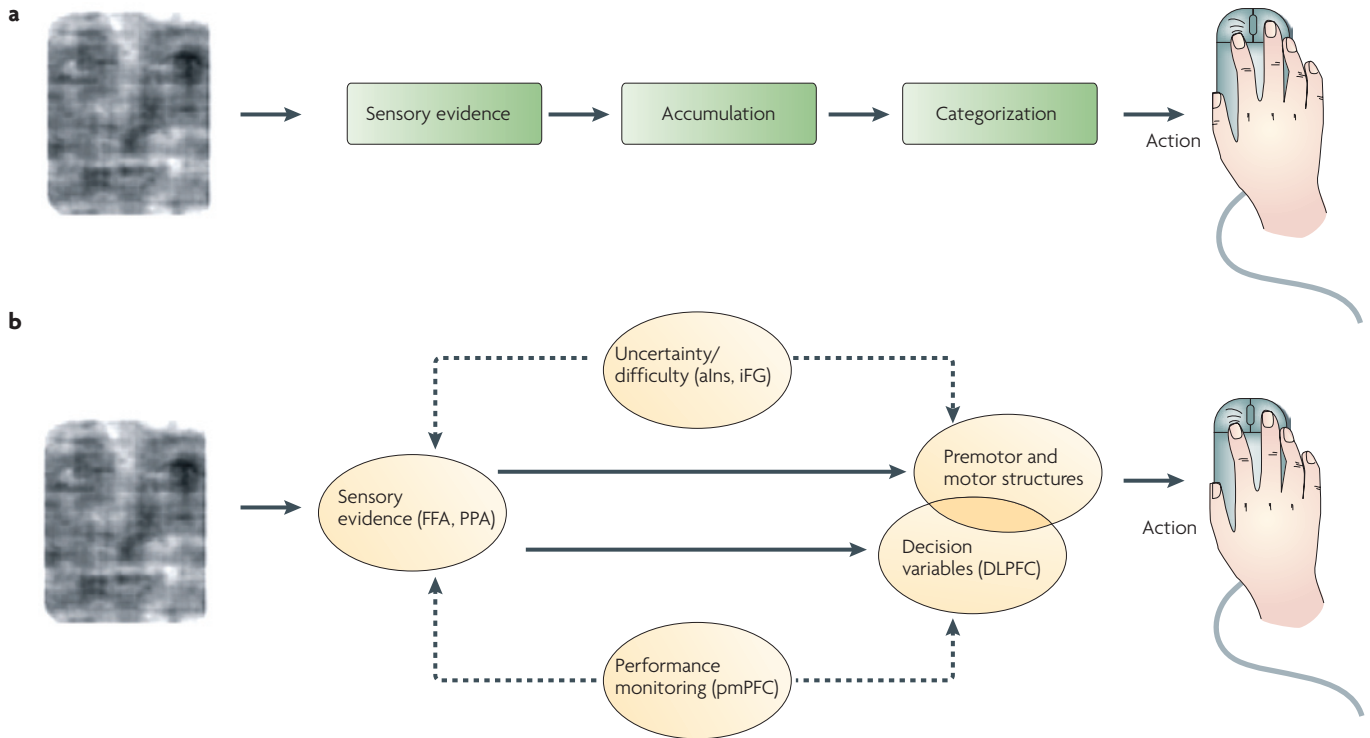 a
Sensory evidence
Accumulation
Categorization
Action
b
Uncertainty/
difficulty (aIns, iFG)
Sensory
evidence (FFA, PPA)
Premotor and
motor structures
Decision
variables (DLPFC)
Action
Performance
monitoring (pmPFC)